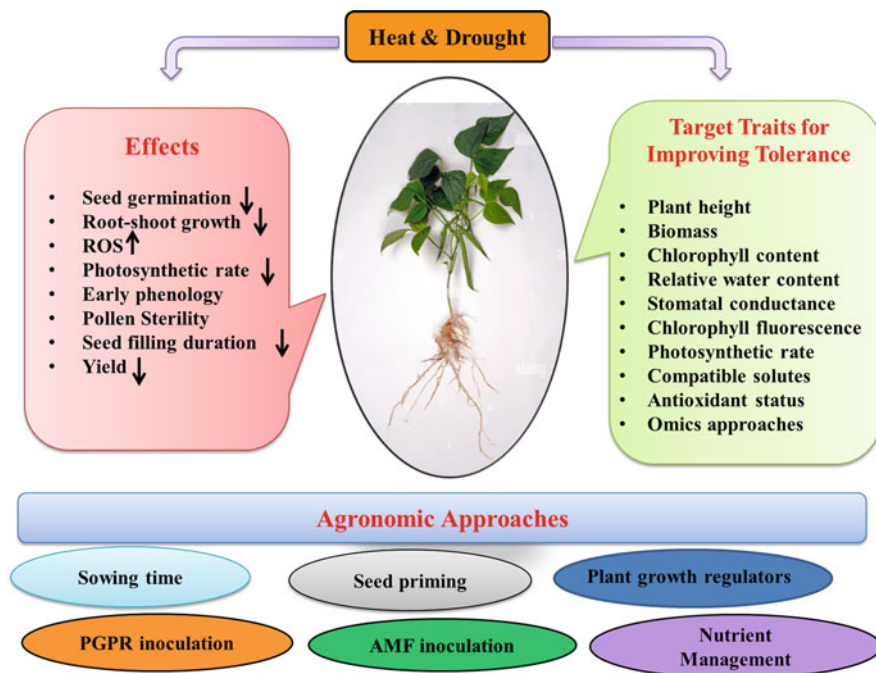 Heat & Drought
Effects
• Seed germination ↓
• Root-shoot growth ↓
• ROS ↑
• Photosynthetic rate ↓
• Early phenology
• Pollen Sterility
• Seed filling duration ↓
• Yield ↓
Target Traits for
Improving Tolerance
• Plant height
• Biomass
• Chlorophyll content
• Relative water content
• Stomatal conductance
• Chlorophyll fluorescence
• Photosynthetic rate
• Compatible solutes
• Antioxidant status
• Omics approaches
Agronomic Approaches
Sowing time
Seed priming
Plant growth regulators
PGPR inoculation
AMF inoculation
Nutrient
Management